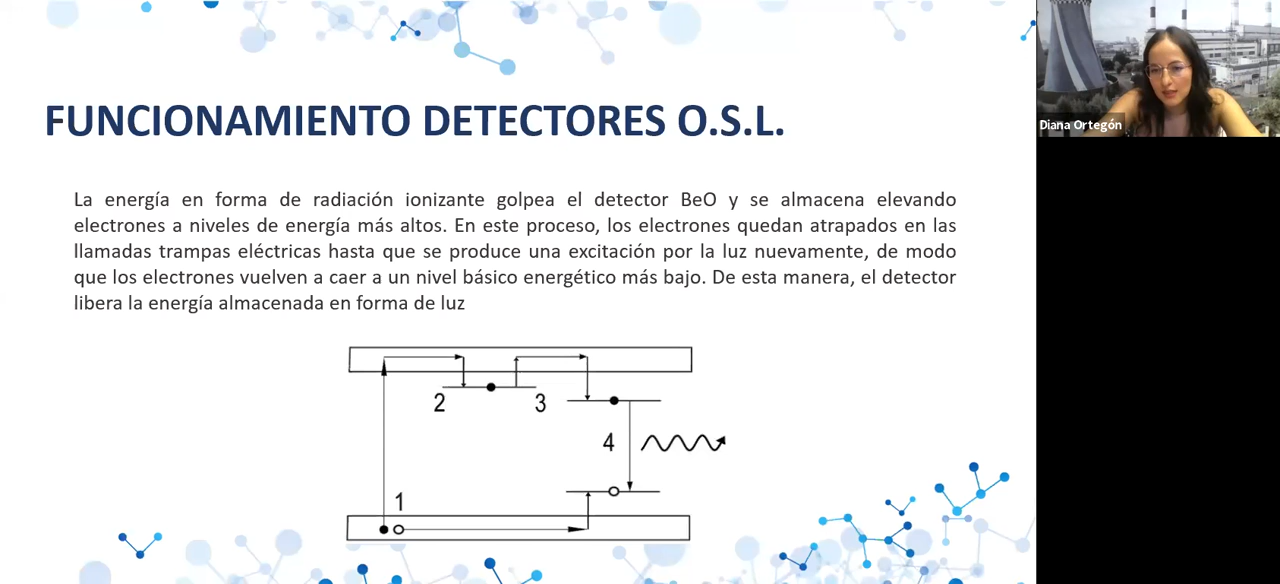 FUNCIONAMIENTO DETECTORES O.S.L.
La energía en forma de radiación ionizante golpea el detector BeO y se almacena elevando
electrones a niveles de energía más altos. En este proceso, los electrones quedan atrapados en las
llamadas trampas eléctricas hasta que se produce una excitación por la luz nuevamente, de modo
que los electrones vuelven a caer a un nivel básico energético más bajo. De esta manera, el detector
libera la energía almacenada en forma de luz
2
3
4
1
Diana Ortegón